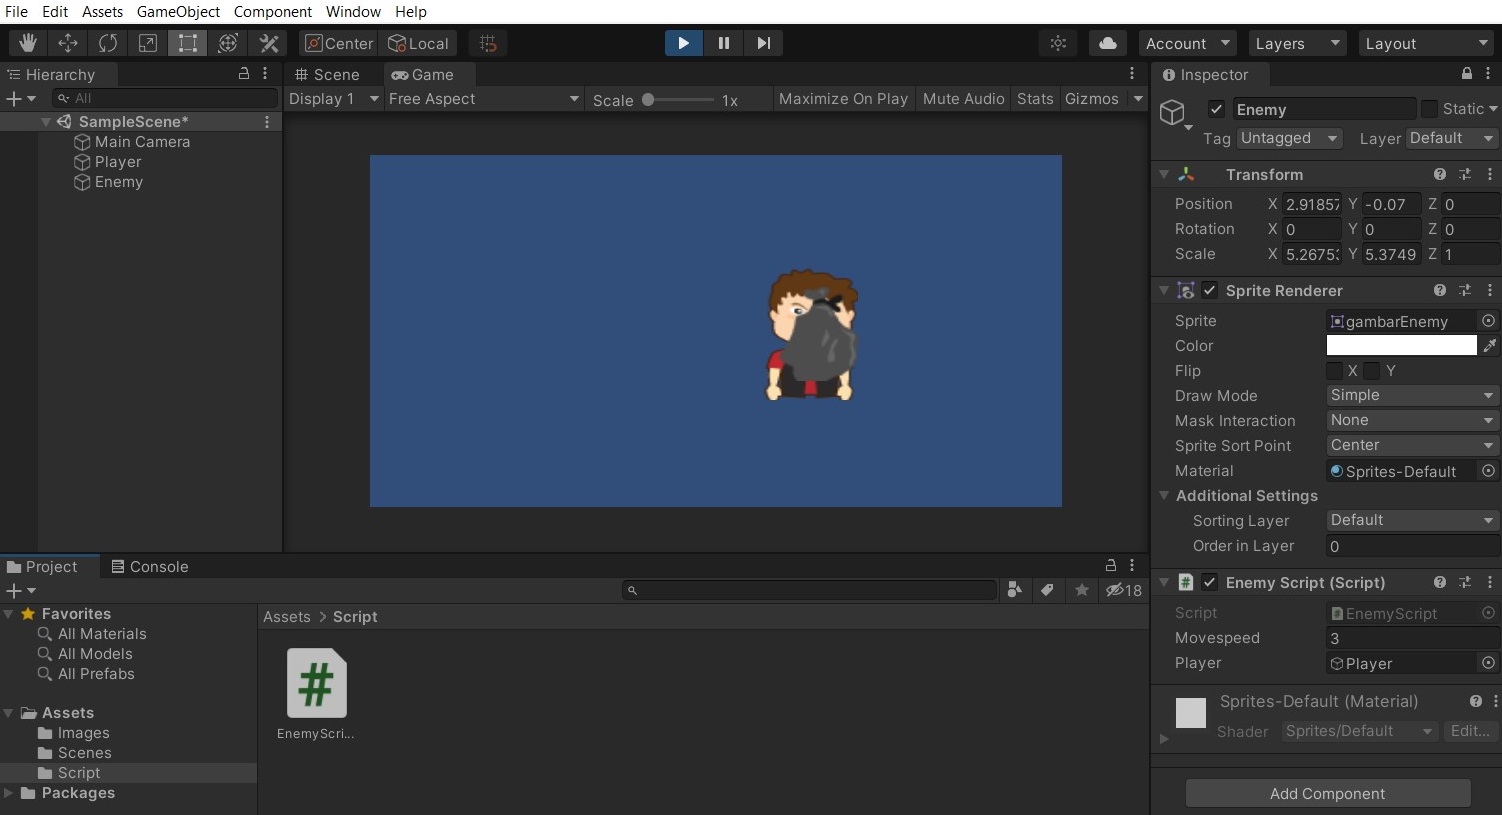 File Edit Assets GameObject Component Window Help
Center Local Account Layers Layout
Hierarchy
All
SampleScene*
Main Camera
Player
Enemy
Scene Game
Display 1 Free Aspect Scale 1x Maximize On Play Mute Audio Stats Gizmos
Project Console
18
Favorites
All Materials
All Models
All Prefabs
Assets
Images
Scenes
Script
Packages
Assets > Script
#
EnemyScri...
Inspector
Enemy Static
Tag Untagged Layer Default
Transform
Position X 2.91857 Y -0.07 Z 0
Rotation X 0 Y 0 Z 0
Scale X 5.26753 Y 5.3749 Z 1
Sprite Renderer
Sprite gambarEnemy
Color
Flip X Y
Draw Mode Simple
Mask Interaction None
Sprite Sort Point Center
Material Sprites-Default
Additional Settings
Sorting Layer Default
Order in Layer 0
# Enemy Script (Script)
Script EnemyScript
Movespeed 3
Player Player
Sprites-Default (Material)
Shader Sprites/Default Edit...
Add Component